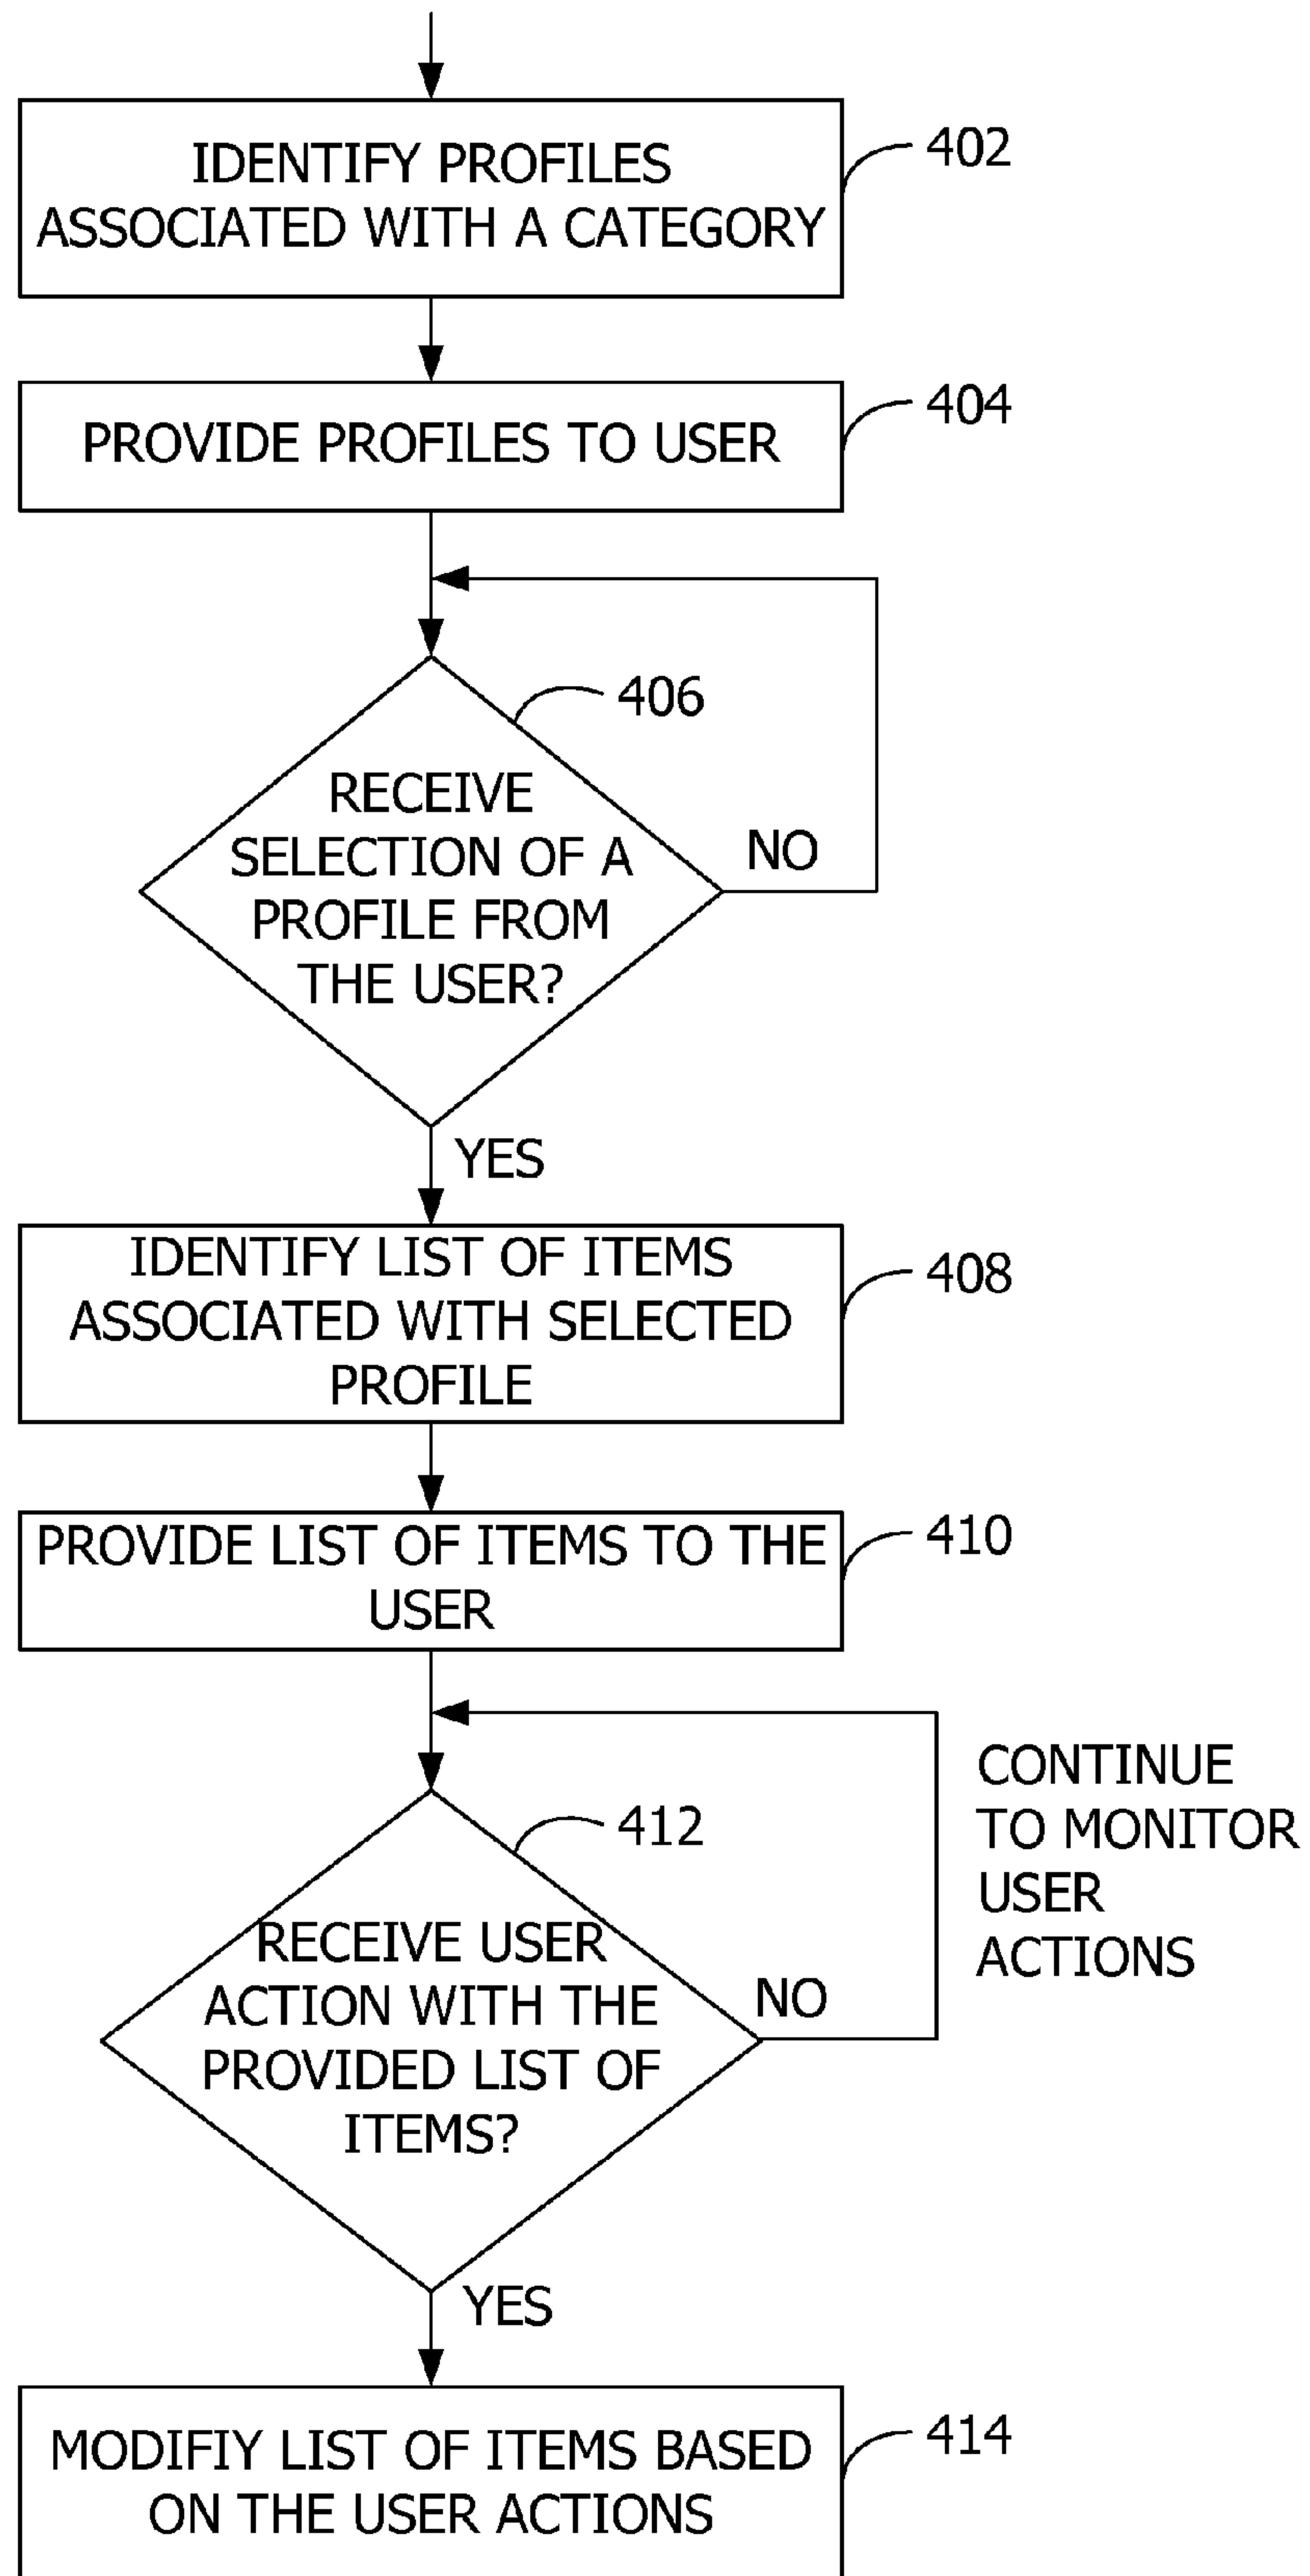 IDENTIFY PROFILES
ASSOCIATED WITH A CATEGORY
402
PROVIDE PROFILES TO USER
404
406
RECEIVE
SELECTION OF A
PROFILE FROM
THE USER?
NO
YES
IDENTIFY LIST OF ITEMS
ASSOCIATED WITH SELECTED
PROFILE
408
PROVIDE LIST OF ITEMS TO THE
USER
410
CONTINUE
TO MONITOR
USER
ACTIONS
412
RECEIVE USER
ACTION WITH THE
PROVIDED LIST OF
ITEMS?
NO
YES
MODIFIY LIST OF ITEMS BASED
ON THE USER ACTIONS
414